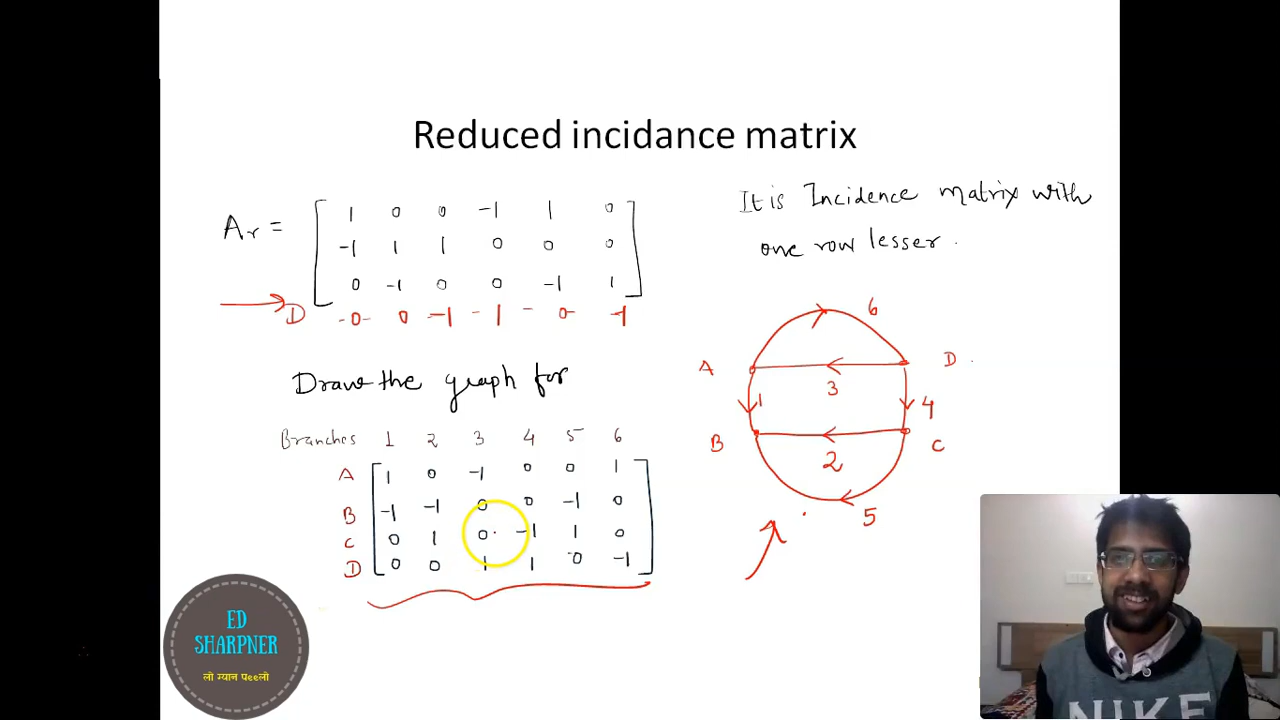 Reduced incidance matrix
It is Incidence matrix with
one row lesser.
Ar =
1 0 0 -1 1 0
-1 1 1 0 0 0
0 -1 0 0 -1 1
D -0- 0 -1 -1 -0- -1
Draw the graph for
Branches 1 2 3 4 5 6
A 1 0 -1 0 0 1
B -1 -1 0 0 -1 0
C 0 1 0 -1 1 0
D 0 0 1 1 0 -1
6
A D
3
1 4
B C
2
5
ED
SHARPNER
लो ग्यान पeeलो
NIKE